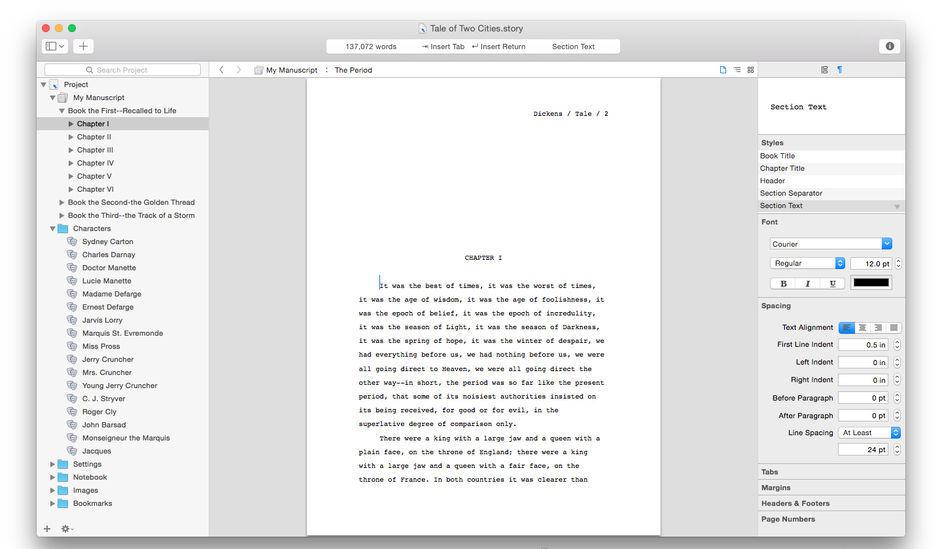 Tale of Two Cities.story
137,072 words
Insert Tab
Insert Return
Section Text
Search Project
My Manuscript : The Period
Project
My Manuscript
Book the First--Recalled to Life
Chapter I
Chapter II
Chapter III
Chapter IV
Chapter V
Chapter VI
Book the Second-the Golden Thread
Book the Third--the Track of a Storm
Characters
Sydney Carton
Charles Darnay
Doctor Manette
Lucie Manette
Madame Defarge
Ernest Defarge
Jarvis Lorry
Marquis St. Evremonde
Miss Pross
Jerry Cruncher
Mrs. Cruncher
Young Jerry Cruncher
C. J. Stryver
Roger Cly
John Barsad
Monseigneur the Marquis
Jacques
Settings
Notebook
Images
Bookmarks
Dickens / Tale / 2
CHAPTER I
It was the best of times, it was the worst of times,
it was the age of wisdom, it was the age of foolishness, it
was the epoch of belief, it was the epoch of incredulity,
it was the season of Light, it was the season of Darkness,
it was the spring of hope, it was the winter of despair, we
had everything before us, we had nothing before us, we were
all going direct to Heaven, we were all going direct the
other way--in short, the period was so far like the present
period, that some of its noisiest authorities insisted on
its being received, for good or for evil, in the
superlative degree of comparison only.
There were a king with a large jaw and a queen with a
plain face, on the throne of England; there were a king
with a large jaw and a queen with a fair face, on the
throne of France. In both countries it was clearer than
Section Text
Styles
Book Title
Chapter Title
Header
Section Separator
Section Text
Font
Courier
Regular
12.0 pt
B I U
Spacing
Text Alignment
First Line Indent 0.5 in
Left Indent 0 in
Right Indent 0 in
Before Paragraph 0 pt
After Paragraph 0 pt
Line Spacing At Least
24 pt
Tabs
Margins
Headers & Footers
Page Numbers